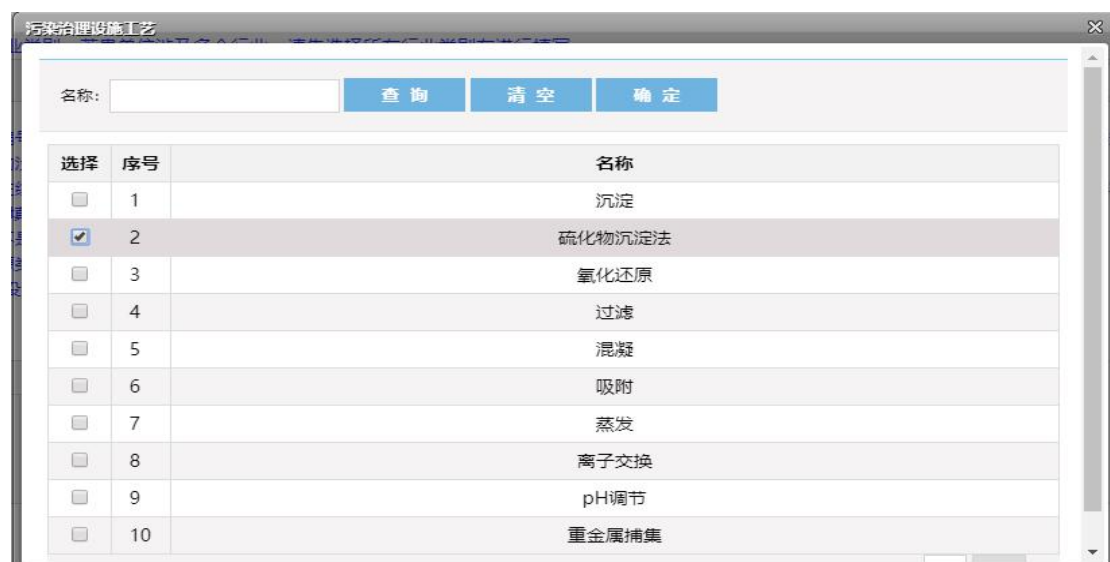 污染治理设施工艺
名称: 查询 清空 确定
选择 序号 名称
1 沉淀
2 硫化物沉淀法
3 氧化还原
4 过滤
5 混凝
6 吸附
7 蒸发
8 离子交换
9 pH调节
10 重金属捕集